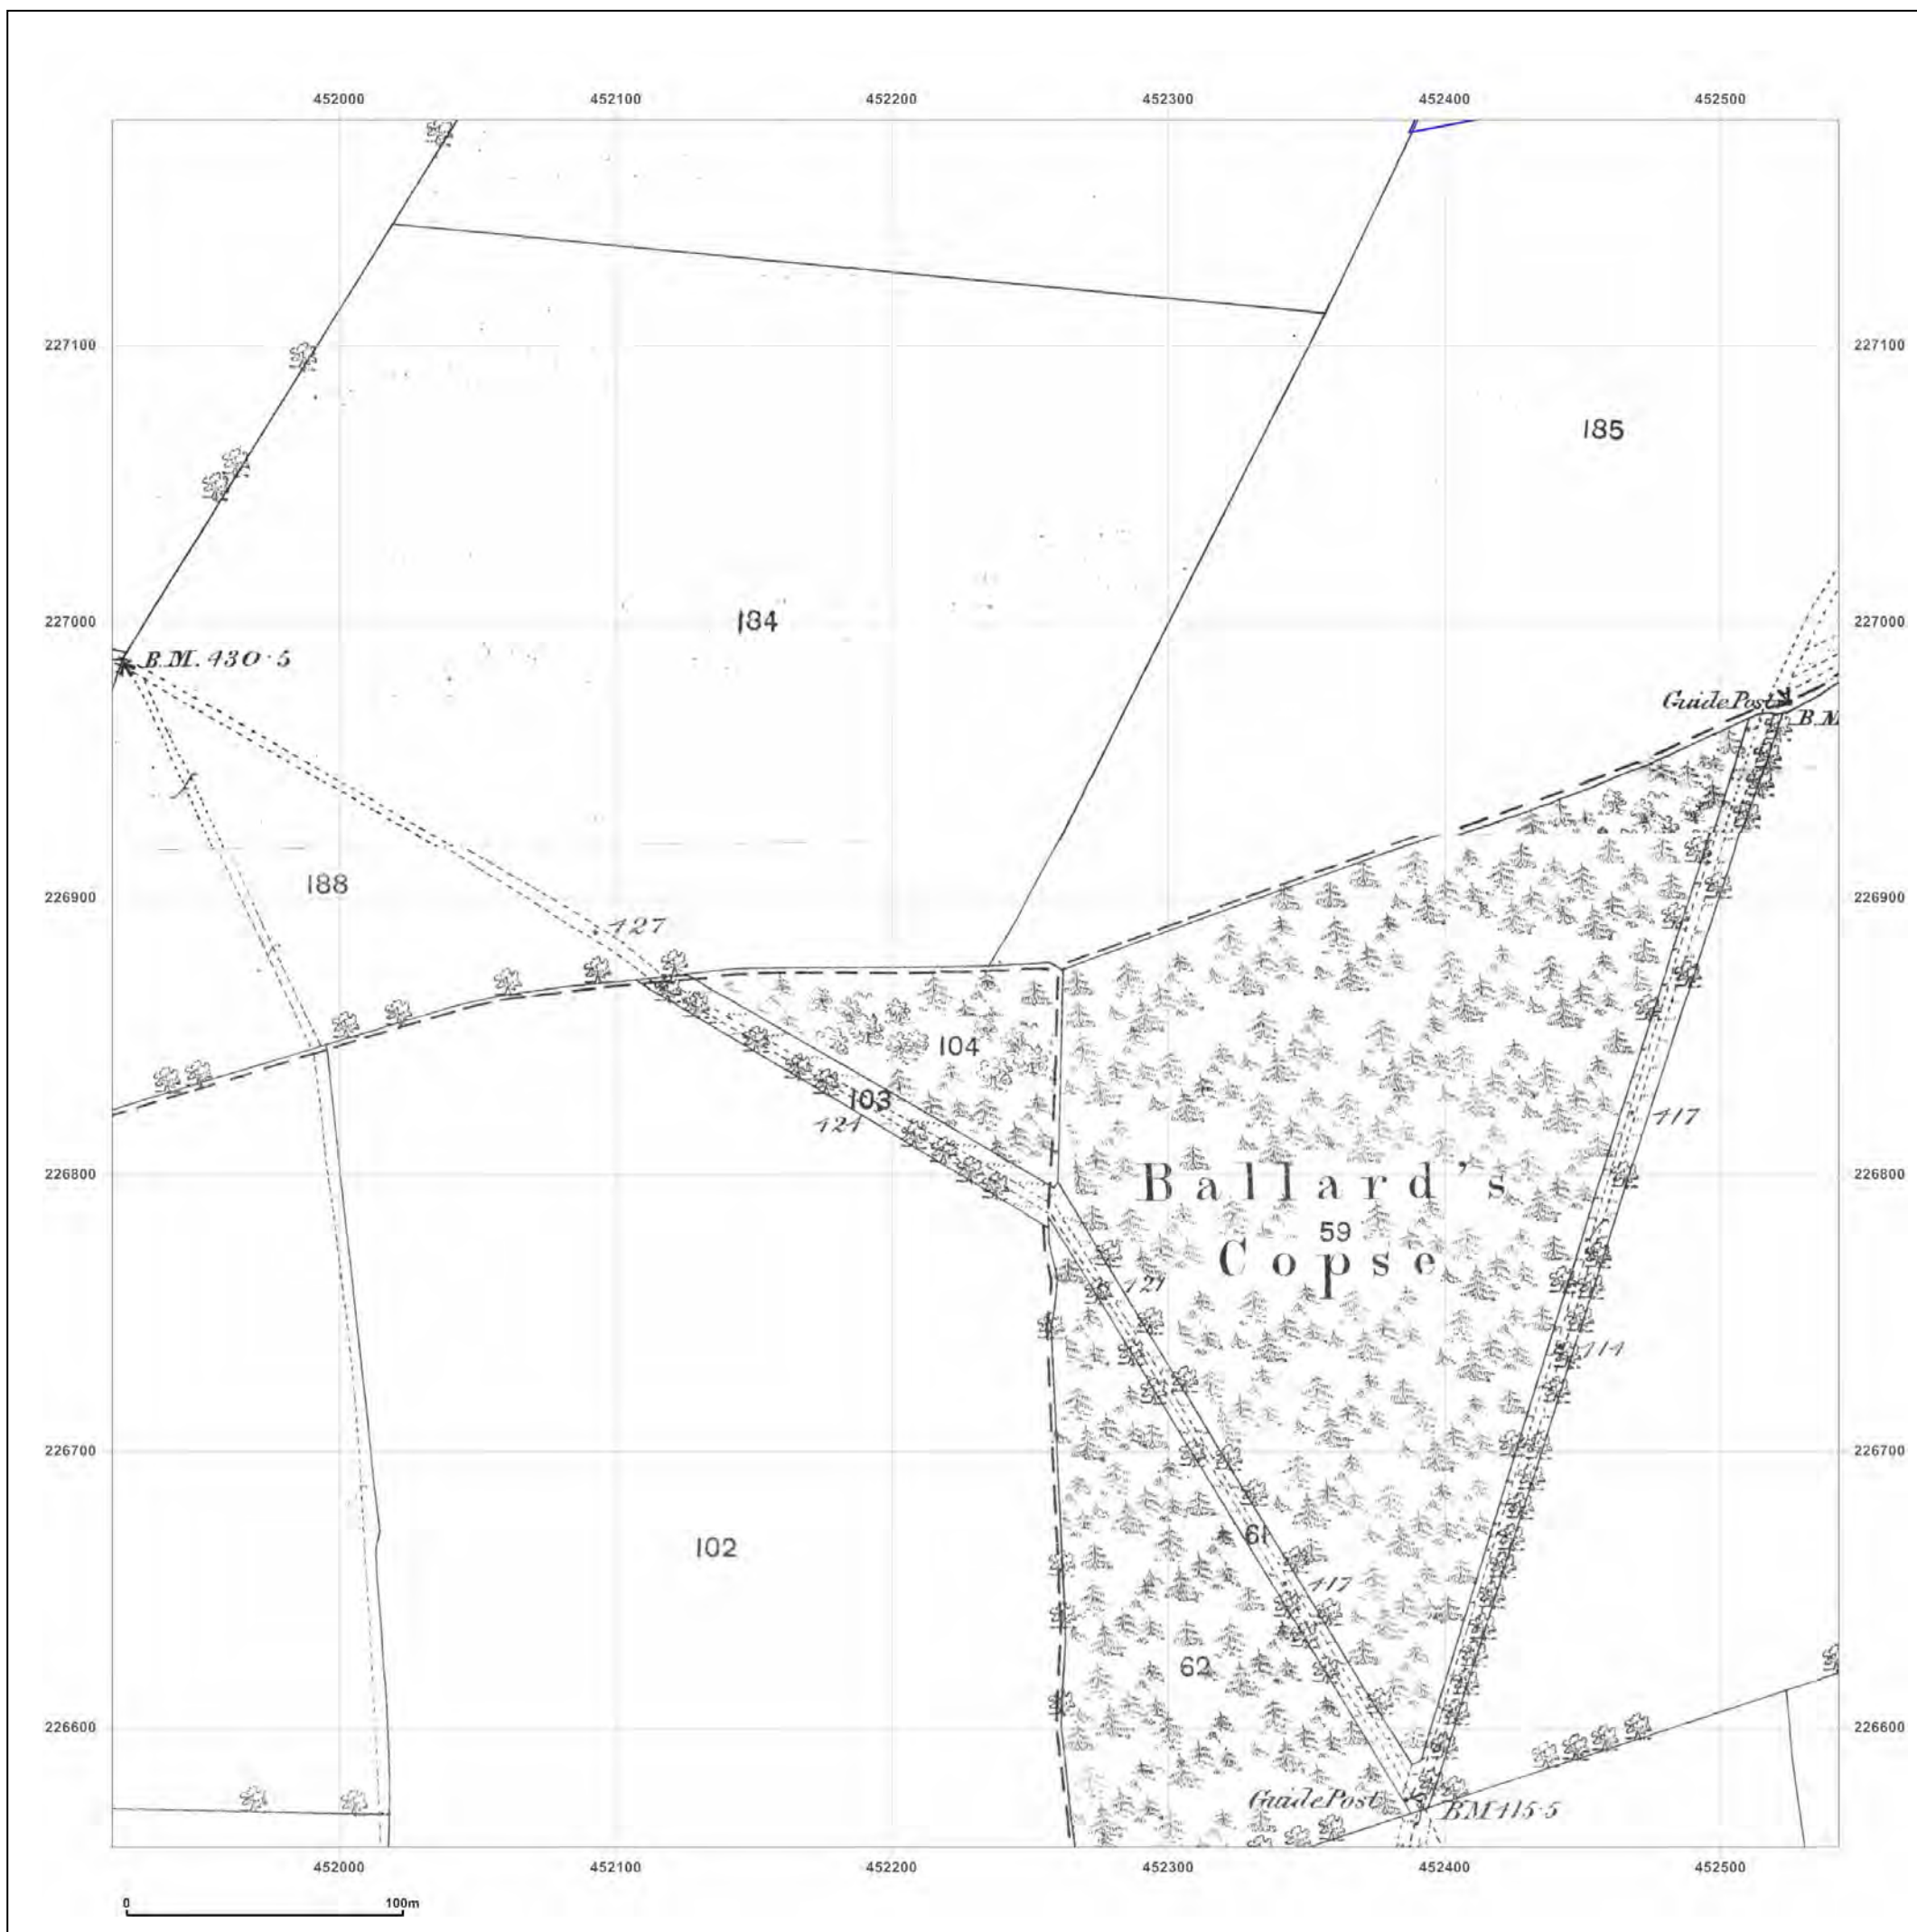 452000 452100 452200 452300 452400 452500
227100 227100
185
227000 184 227000
B.M. 430·5
Guide Post
B.M
188
226900 226900
427
104
103
417
424
226800 226800
Ballard's
59
Copse
421
414
226700 226700
61
102
417
62
226600 226600
Guide Post
B.M 415·5
452000 452100 452200 452300 452400 452500
0 100m